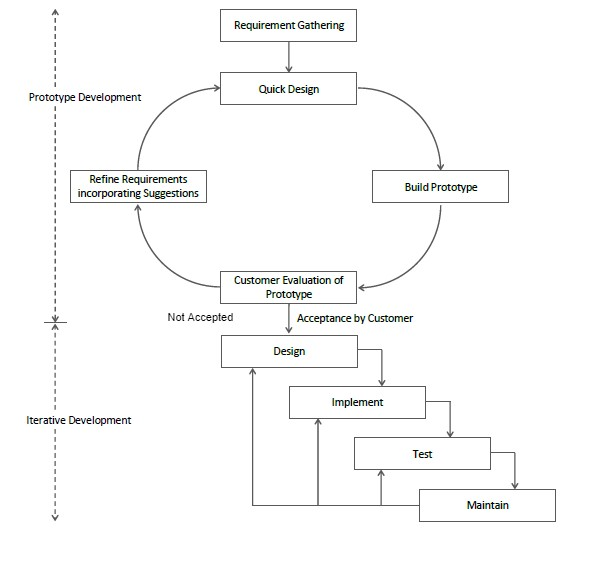 Requirement Gathering
Quick Design
Prototype Development
Refine Requirements
incorporating Suggestions
Build Prototype
Customer Evaluation of
Prototype
Not Accepted
Acceptance by Customer
Design
Implement
Iterative Development
Test
Maintain